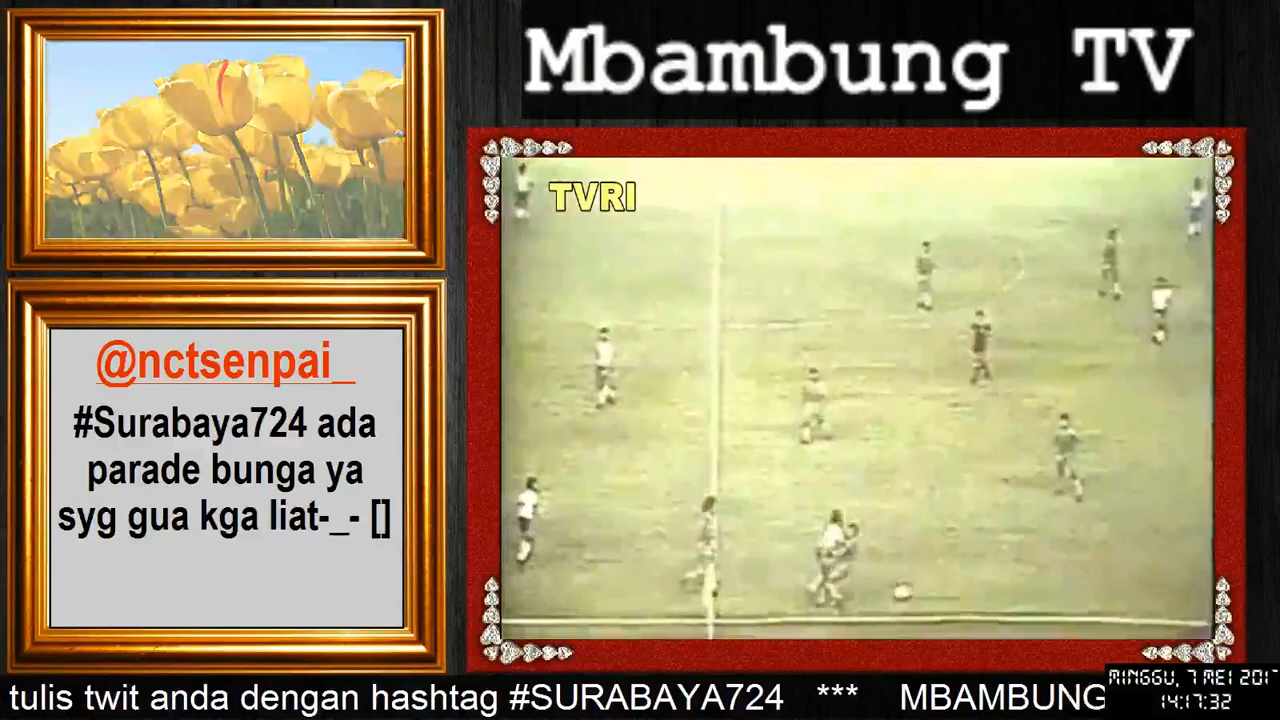 Mbambung TV
TVRI
@nctsenpai_
#Surabaya724 ada
parade bunga ya
syg gua kga liat-_- []
tulis twit anda dengan hashtag #SURABAYA724 *** MBAMBUNG
MINGGU, 7 MEI 2017
14:17:32